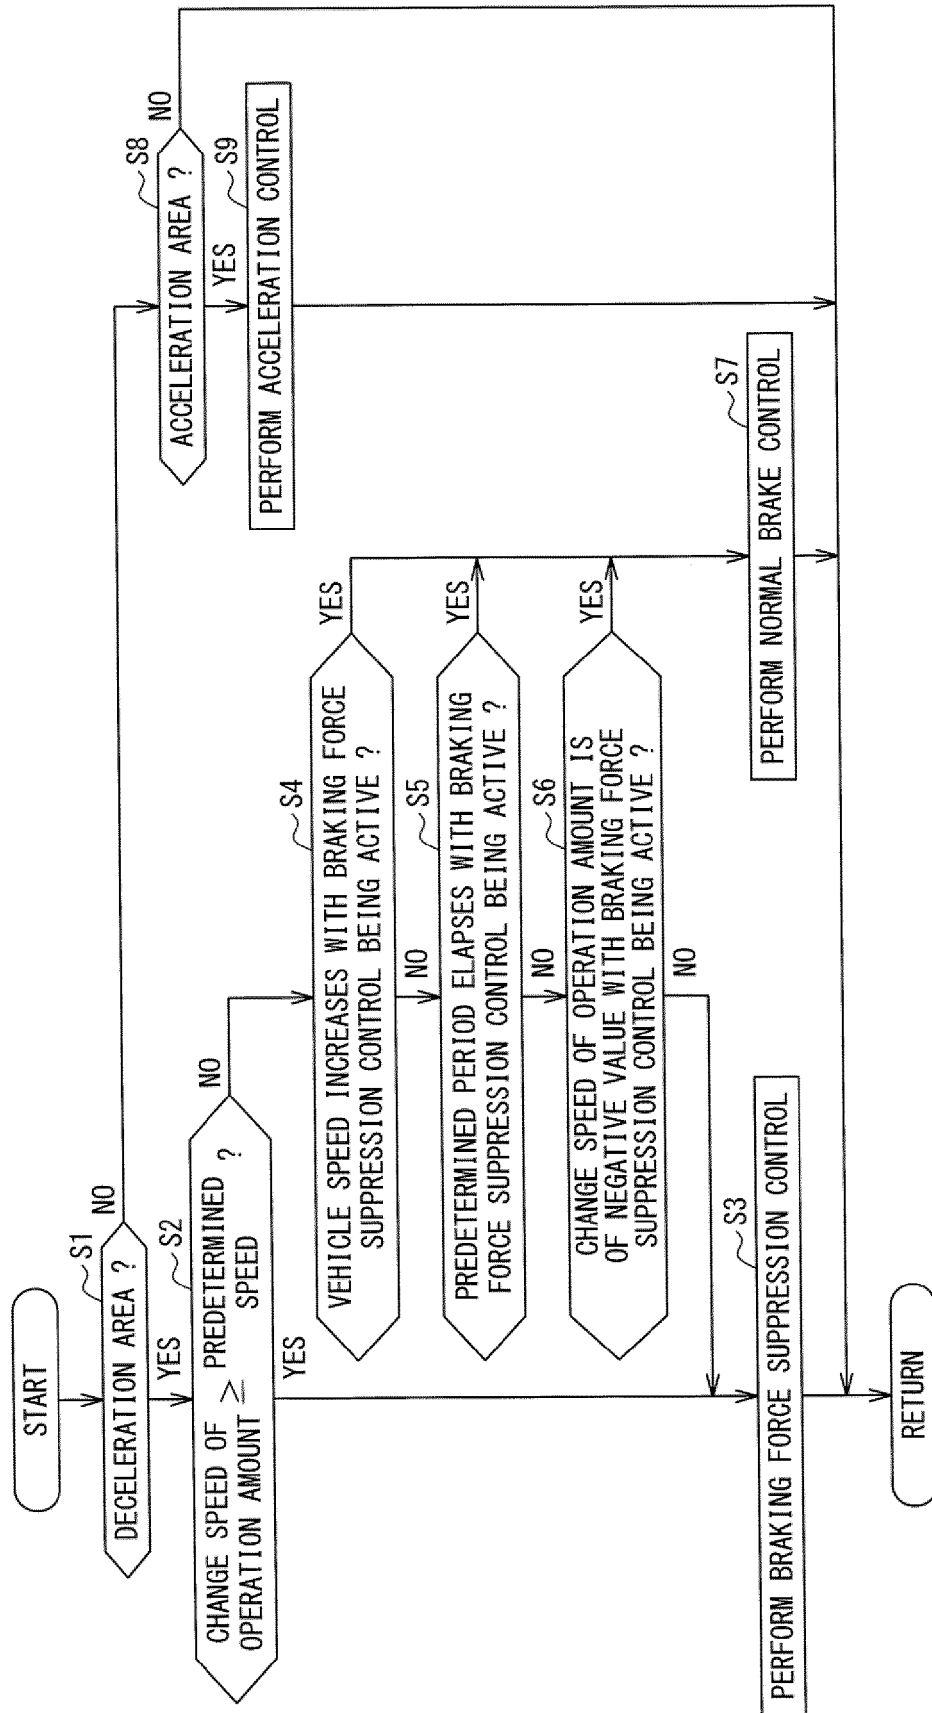 START
S1
DECELERATION AREA ?
NO
YES
S2
CHANGE SPEED OF
OPERATION AMOUNT
≥
PREDETERMINED
SPEED
?
NO
YES
S4
VEHICLE SPEED INCREASES WITH BRAKING FORCE
SUPPRESSION CONTROL BEING ACTIVE ?
YES
NO
S5
PREDETERMINED PERIOD ELAPSES WITH BRAKING
FORCE SUPPRESSION CONTROL BEING ACTIVE ?
YES
NO
S6
CHANGE SPEED OF OPERATION AMOUNT IS
OF NEGATIVE VALUE WITH BRAKING FORCE
SUPPRESSION CONTROL BEING ACTIVE ?
YES
NO
S3
PERFORM BRAKING FORCE SUPPRESSION CONTROL
S7
PERFORM NORMAL BRAKE CONTROL
S8
ACCELERATION AREA ?
NO
YES
S9
PERFORM ACCELERATION CONTROL
RETURN